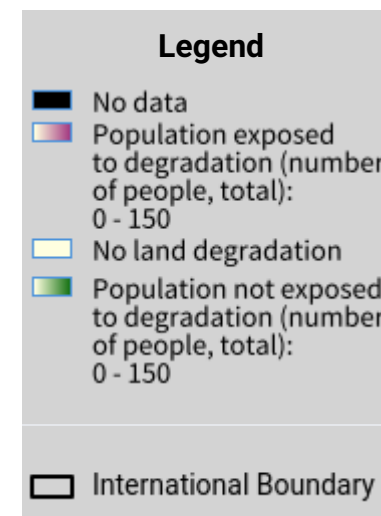 Legend
No data
Population exposed
to degradation (number
of people, total):
0 - 150
No land degradation
Population not exposed
to degradation (number
of people, total):
0 - 150
International Boundary